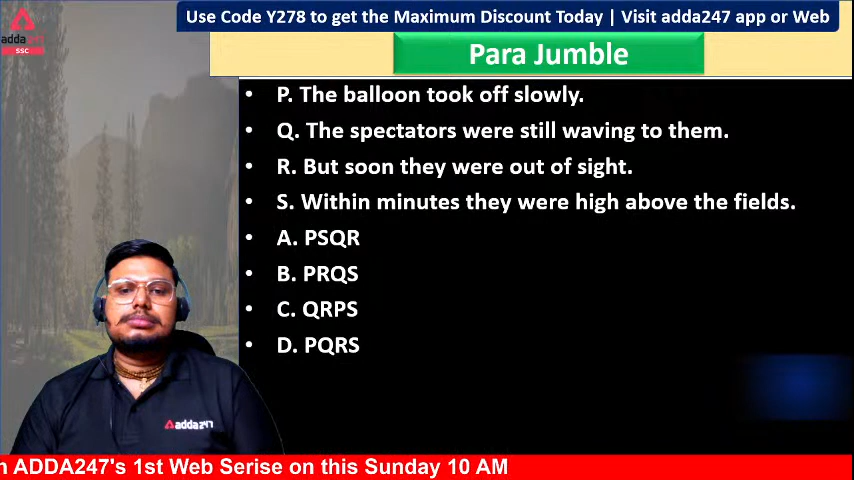 Use Code Y278 to get the Maximum Discount Today | Visit adda247 app or Web
adda247
SSC
Para Jumble
• P. The balloon took off slowly.
• Q. The spectators were still waving to them.
• R. But soon they were out of sight.
• S. Within minutes they were high above the fields.
• A. PSQR
• B. PRQS
• C. QRPS
• D. PQRS
adda247
n ADDA247's 1st Web Serise on this Sunday 10 AM